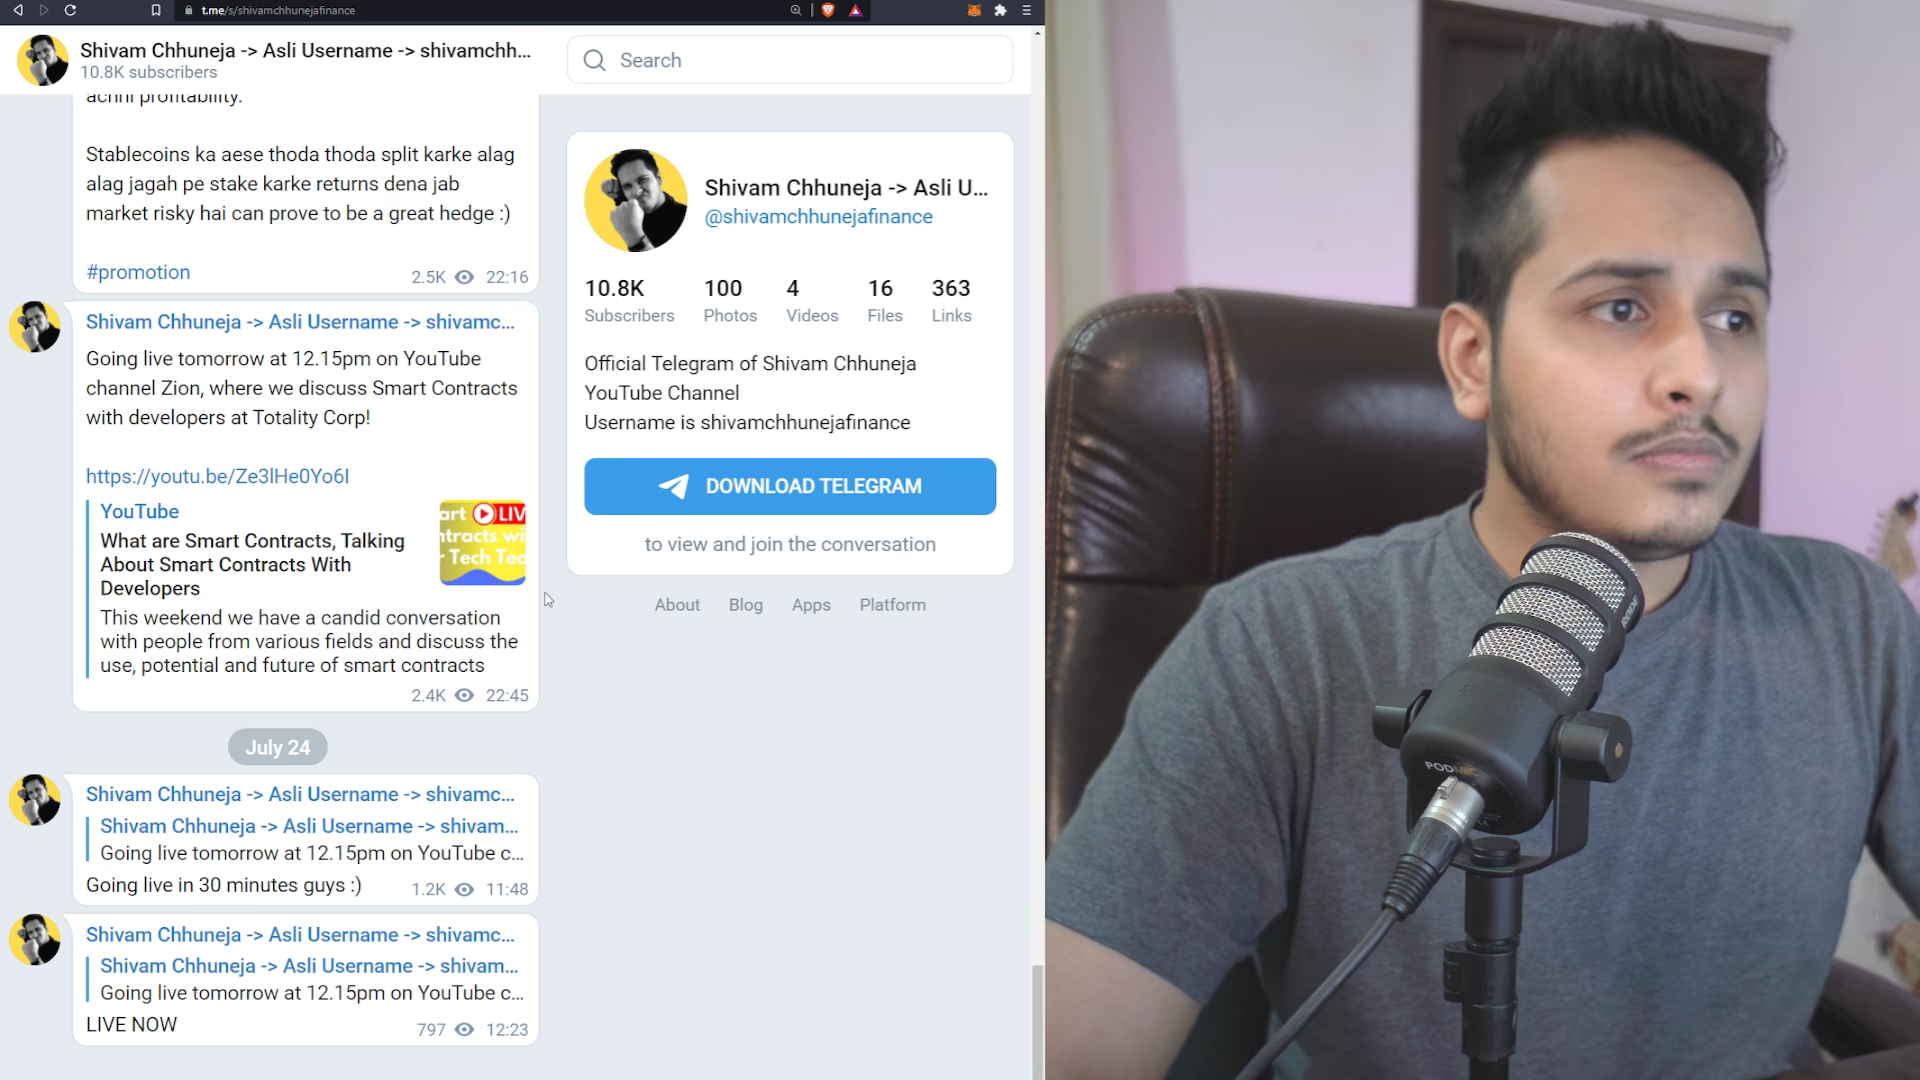 t.me/s/shivamchhunejafinance
Shivam Chhuneja -> Asli Username -> shivamchh...
10.8K subscribers
Search
achhi profitability.
Stablecoins ka aese thoda thoda split karke alag
alag jagah pe stake karke returns dena jab
market risky hai can prove to be a great hedge :)
#promotion
2.5K 22:16
Shivam Chhuneja -> Asli Username -> shivamc...
Going live tomorrow at 12.15pm on YouTube
channel Zion, where we discuss Smart Contracts
with developers at Totality Corp!
https://youtu.be/Ze3lHe0Yo6I
YouTube
What are Smart Contracts, Talking
About Smart Contracts With
Developers
This weekend we have a candid conversation
with people from various fields and discuss the
use, potential and future of smart contracts
art LIV
ntracts wi
r Tech Tec
2.4K 22:45
July 24
Shivam Chhuneja -> Asli Username -> shivamc...
Shivam Chhuneja -> Asli Username -> shivam...
Going live tomorrow at 12.15pm on YouTube c...
Going live in 30 minutes guys :)
1.2K 11:48
Shivam Chhuneja -> Asli Username -> shivamc...
Shivam Chhuneja -> Asli Username -> shivam...
Going live tomorrow at 12.15pm on YouTube c...
LIVE NOW
797 12:23
Shivam Chhuneja -> Asli U...
@shivamchhunejafinance
10.8K 100 4 16 363
Subscribers Photos Videos Files Links
Official Telegram of Shivam Chhuneja
YouTube Channel
Username is shivamchhunejafinance
DOWNLOAD TELEGRAM
to view and join the conversation
About Blog Apps Platform
RODE
PODMIC